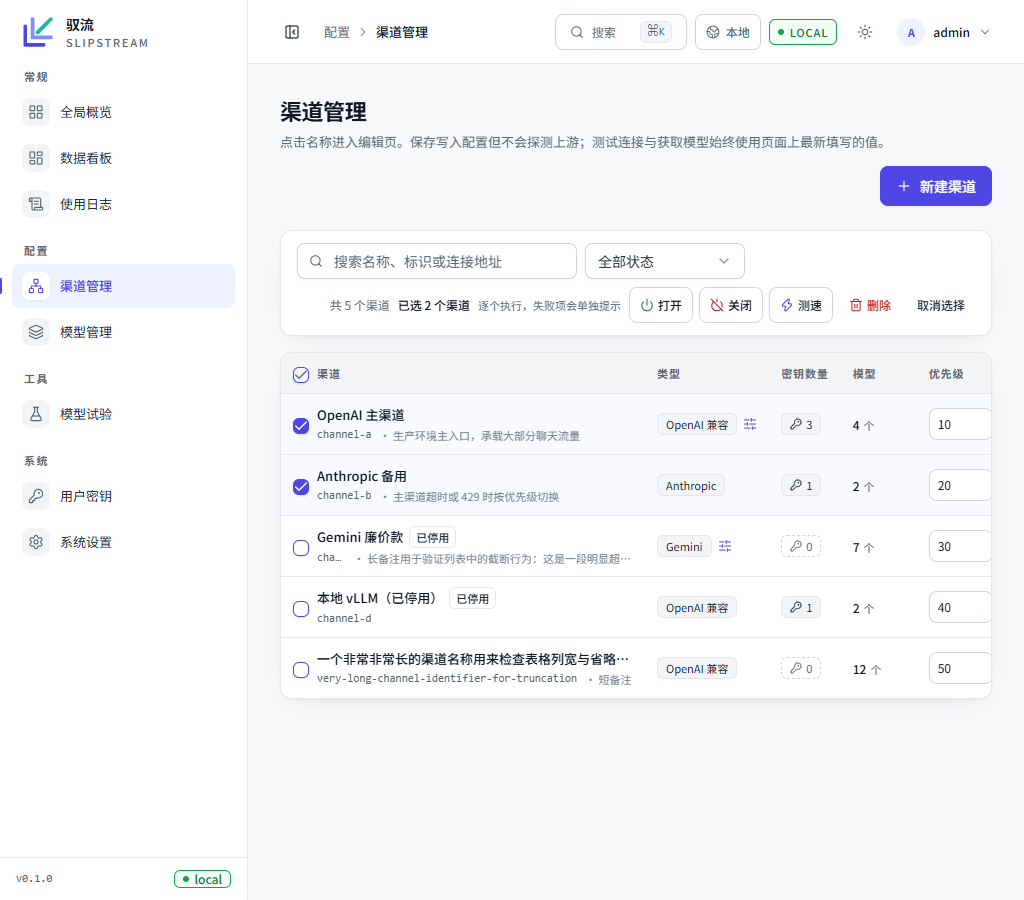 驭流
SLIPSTREAM
常规
全局概览
数据看板
使用日志
配置
渠道管理
模型管理
工具
模型试验
系统
用户密钥
系统设置
v0.1.0
local
配置 > 渠道管理
搜索 ⌘K
本地
LOCAL
A admin
渠道管理
点击名称进入编辑页。保存写入配置但不会探测上游；测试连接与获取模型始终使用页面上最新填写的值。
新建渠道
搜索名称、标识或连接地址
全部状态
共 5 个渠道 已选 2 个渠道 逐个执行，失败项会单独提示 打开 关闭 测速 删除 取消选择
渠道 类型 密钥数量 模型 优先级
OpenAI 主渠道
channel-a • 生产环境主入口，承载大部分聊天流量
OpenAI 兼容 3 4 个 10
Anthropic 备用
channel-b • 主渠道超时或 429 时按优先级切换
Anthropic 1 2 个 20
Gemini 廉价款 已停用
cha… • 长备注用于验证列表中的截断行为：这是一段明显超…
Gemini 0 7 个 30
本地 vLLM（已停用） 已停用
channel-d
OpenAI 兼容 1 2 个 40
一个非常非常长的渠道名称用来检查表格列宽与省略…
very-long-channel-identifier-for-truncation • 短备注
OpenAI 兼容 0 12 个 50